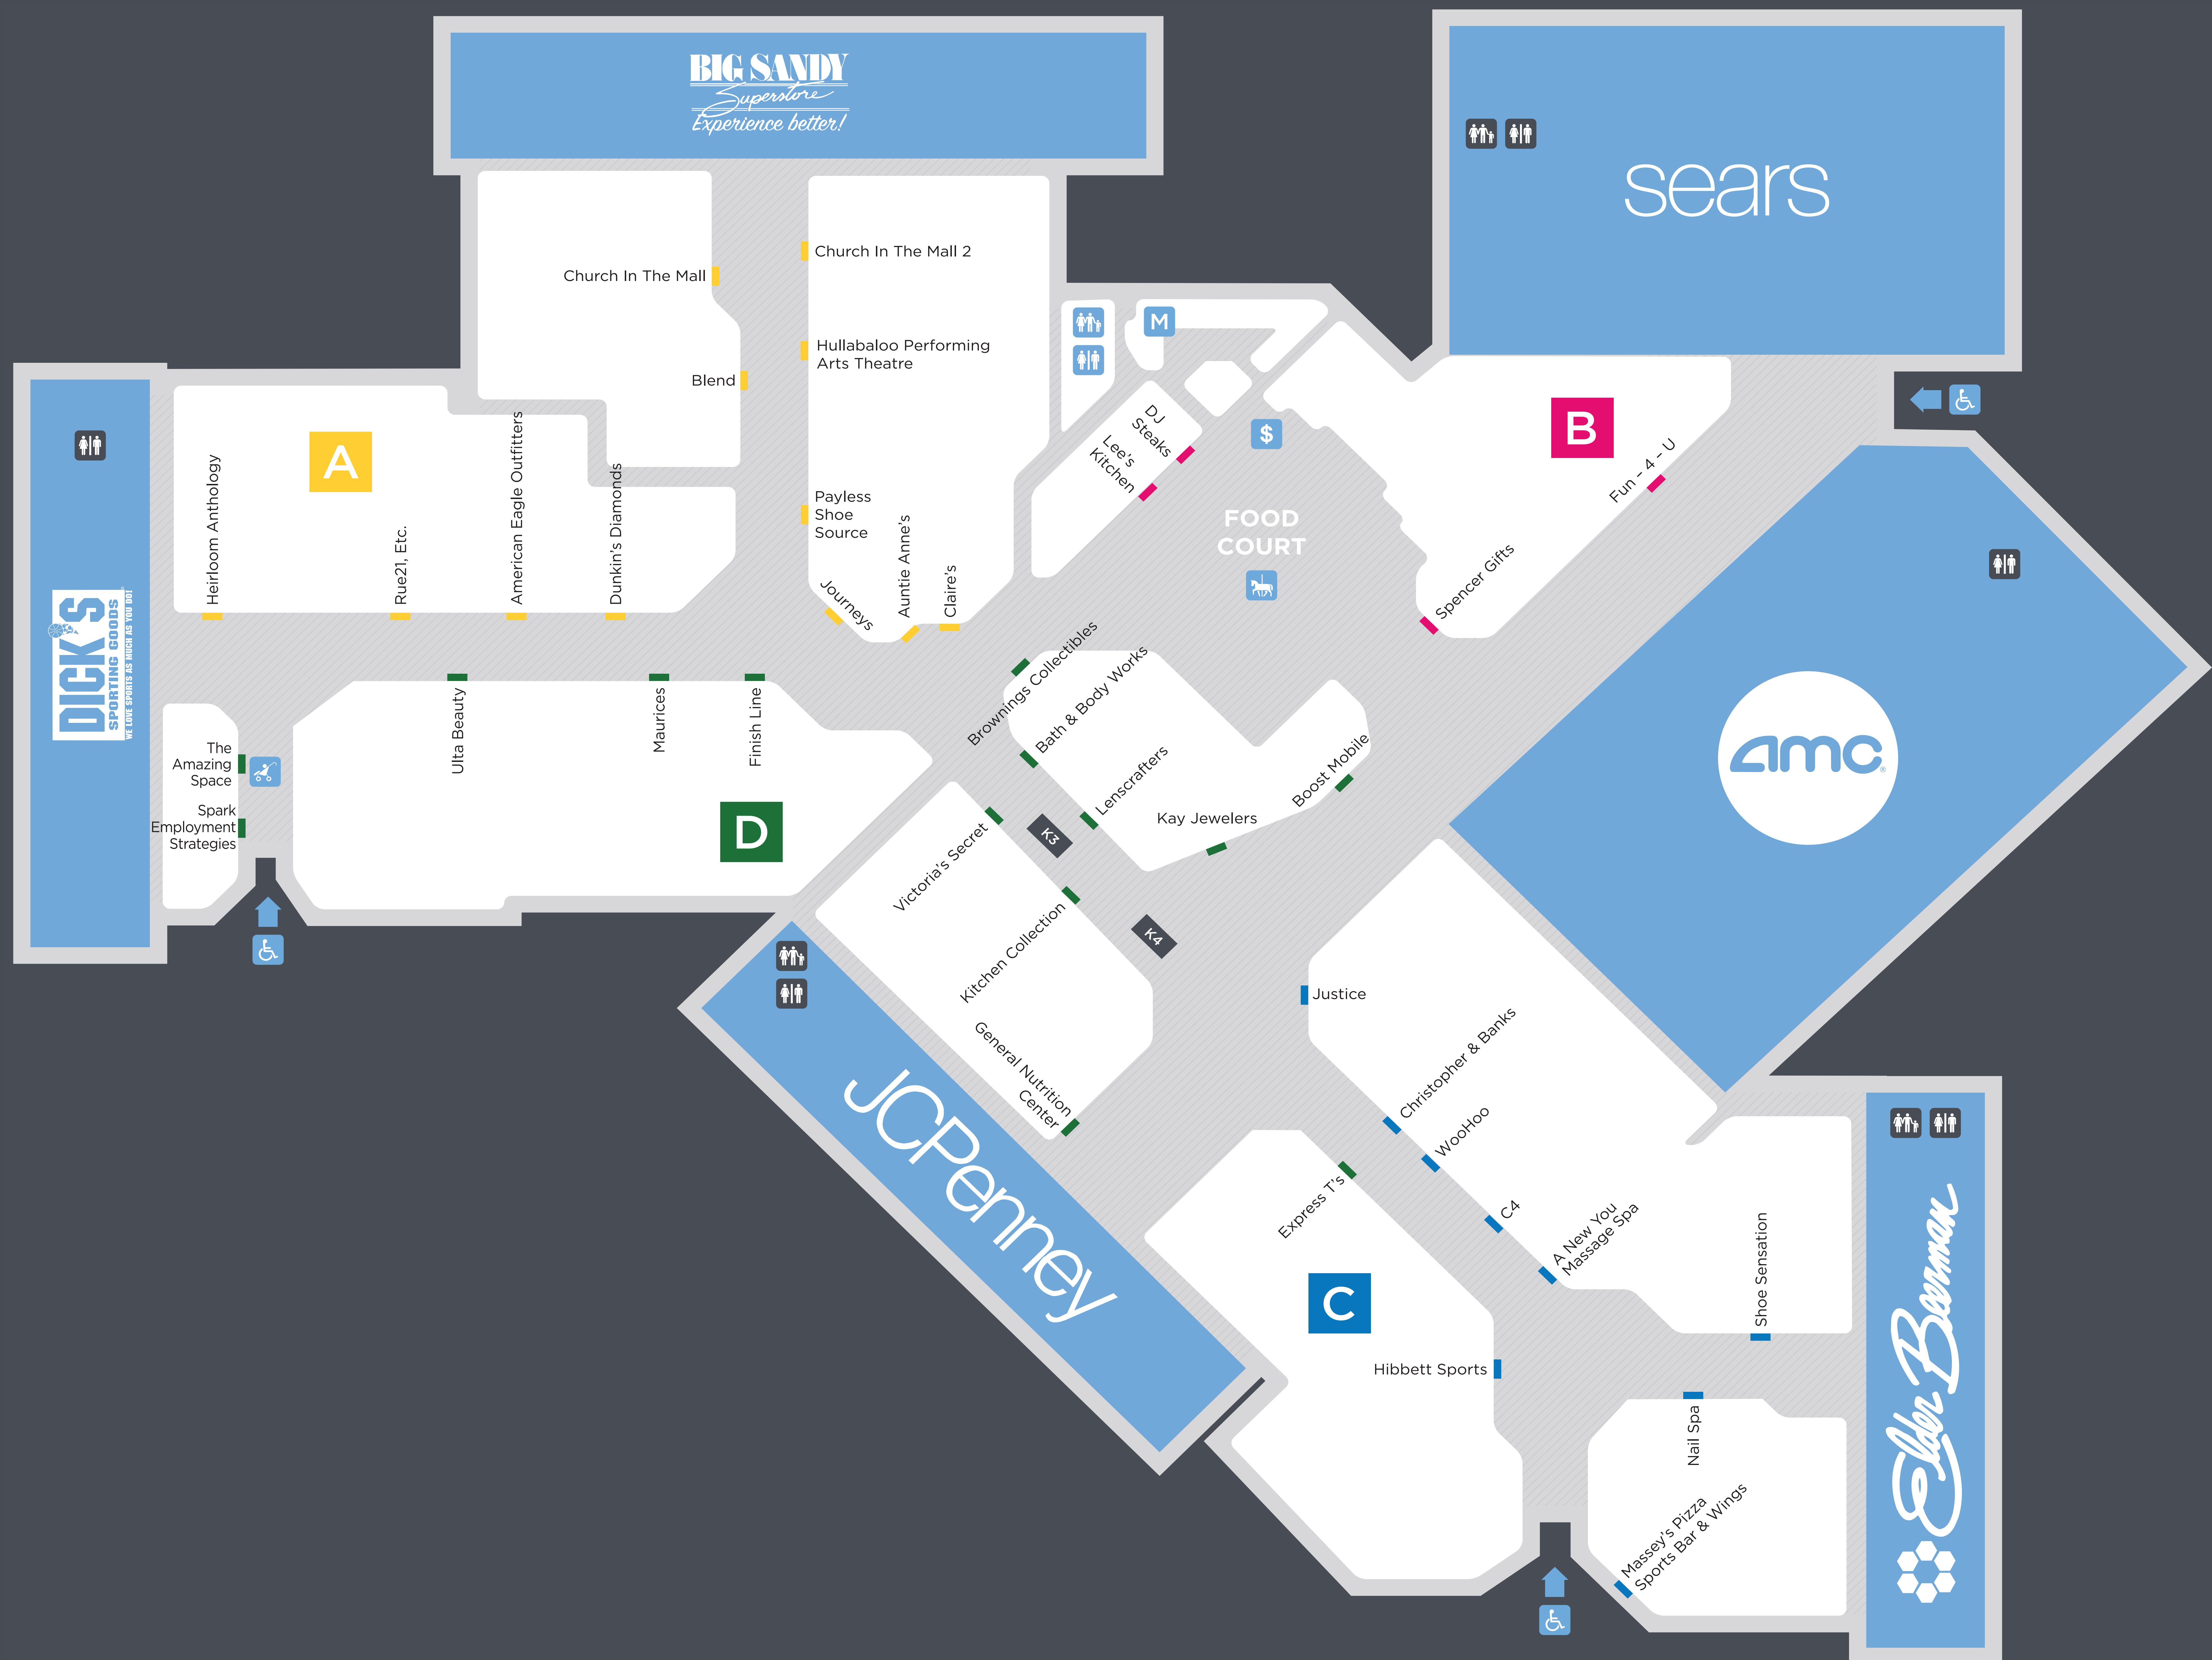 BIG SANDY
Superstore
Experience better!
sears
Church In The Mall
Church In The Mall 2
Hullabaloo Performing
Arts Theatre
Blend
M
A
B
Heirloom Anthology
Rue21, Etc.
American Eagle Outfitters
Dunkin's Diamonds
Payless
Shoe
Source
Journeys
Auntie Anne's
Claire's
DJ
Steaks
Lee's
Kitchen
$
FOOD
COURT
Fun – 4 – U
Spencer Gifts
DICK'S
SPORTING GOODS
WE LOVE SPORTS AS MUCH AS YOU DO!
The
Amazing
Space
Spark
Employment
Strategies
Ulta Beauty
Maurices
Finish Line
D
Brownings Collectibles
Bath & Body Works
Lenscrafters
Kay Jewelers
Boost Mobile
amc®
Victoria's Secret
K3
Kitchen Collection
K4
General Nutrition
Center
JCPenney
Justice
Christopher & Banks
WooHoo
C4
A New You
Massage Spa
Shoe Sensation
Express T's
C
Hibbett Sports
Nail Spa
Massey's Pizza
Sports Bar & Wings
Elder Beerman